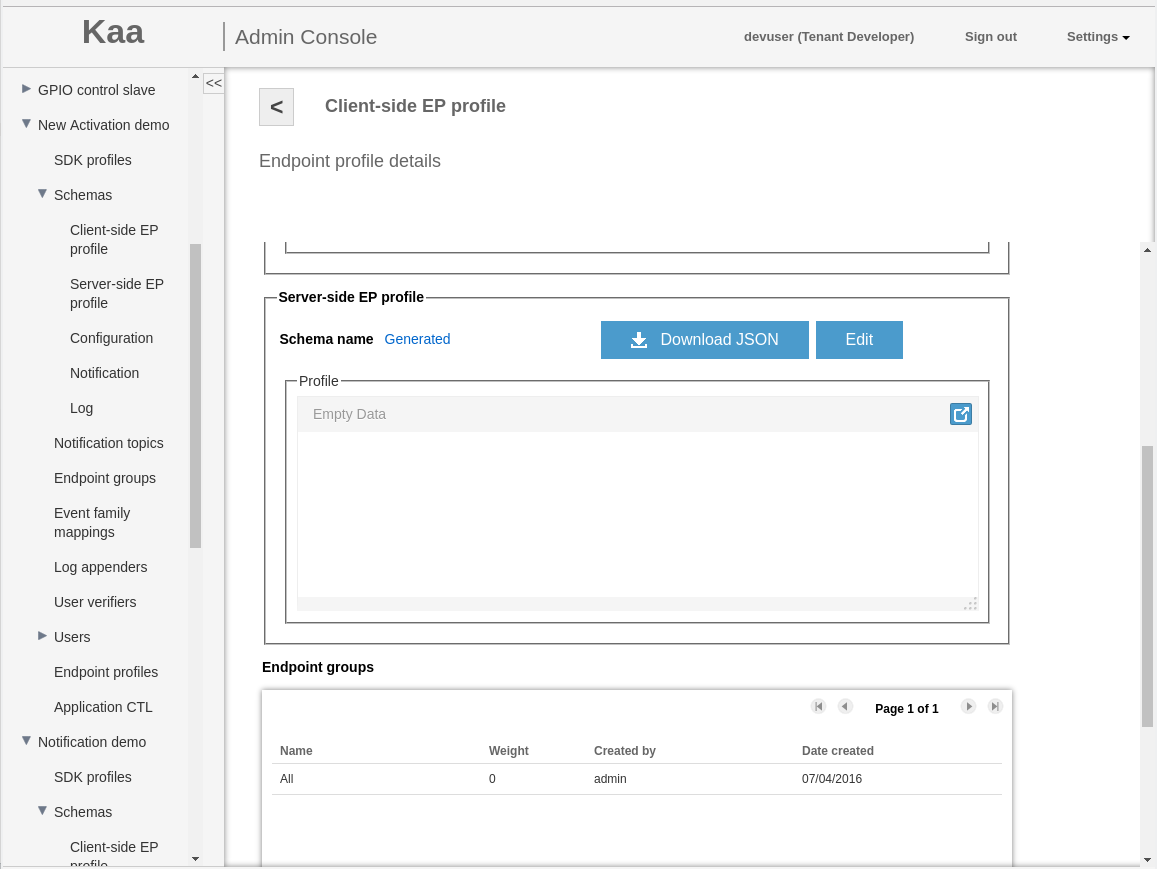 Kaa
Admin Console
devuser (Tenant Developer)
Sign out
Settings
GPIO control slave
New Activation demo
SDK profiles
Schemas
Client-side EP
profile
Server-side EP
profile
Configuration
Notification
Log
Notification topics
Endpoint groups
Event family
mappings
Log appenders
User verifiers
Users
Endpoint profiles
Application CTL
Notification demo
SDK profiles
Schemas
Client-side EP
profile
<<
< Client-side EP profile
Endpoint profile details
Server-side EP profile
Schema name Generated Download JSON Edit
Profile
Empty Data
Endpoint groups
Page 1 of 1
Name Weight Created by Date created
All 0 admin 07/04/2016